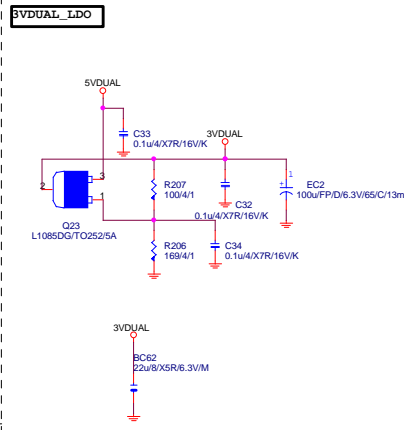 3VDUAL_LDO
5VDUAL
C33
0.1u/4/X7R/16V/K
3VDUAL
3
2
1
R207
100/4/1
C32
0.1u/4/X7R/16V/K
1
+
EC2
100u/FP/D/6.3V/65/C/13m
Q23
L1085DG/TO252/5A
R206
169/4/1
C34
0.1u/4/X7R/16V/K
3VDUAL
BC62
22u/8/X5R/6.3V/M